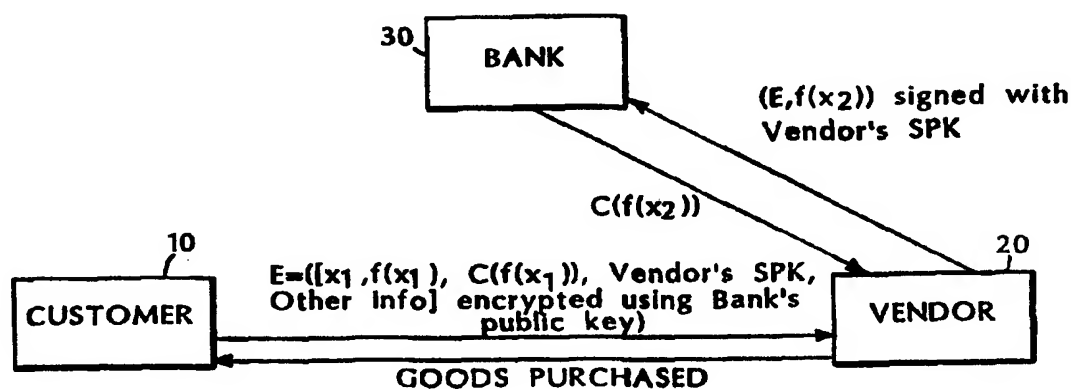 30
BANK
(E,f(x2)) signed with
Vendor's SPK
C(f(x2))
10
20
E=([x1,f(x1), C(f(x1)), Vendor's SPK,
Other Info] encrypted using Bank's
public key)
CUSTOMER
VENDOR
GOODS PURCHASED